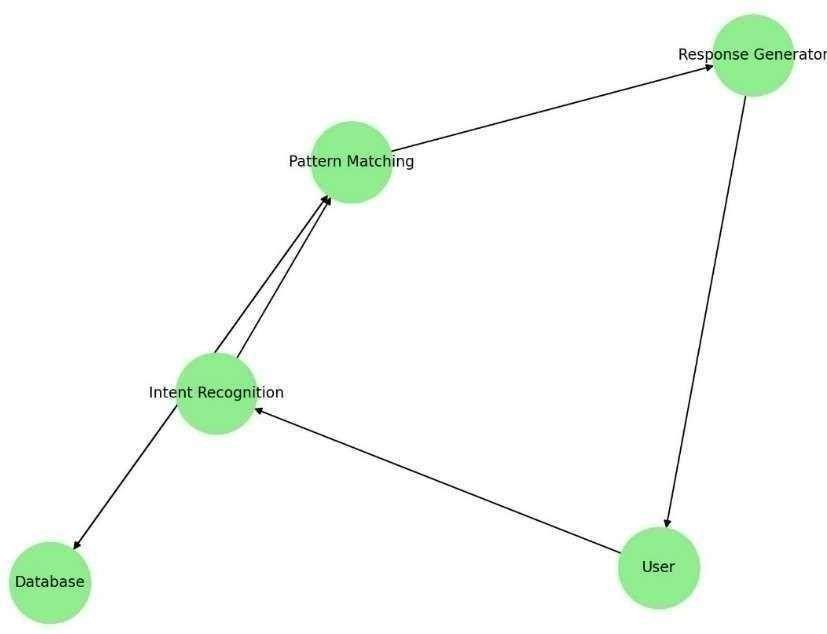 Response Generator
Pattern Matching
Intent Recognition
User
Database